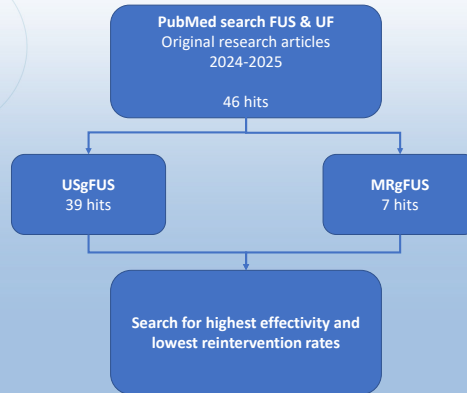 PubMed search FUS & UF
Original research articles
2024-2025
46 hits
USgFUS
39 hits
MRgFUS
7 hits
Search for highest effectivity and
lowest reintervention rates